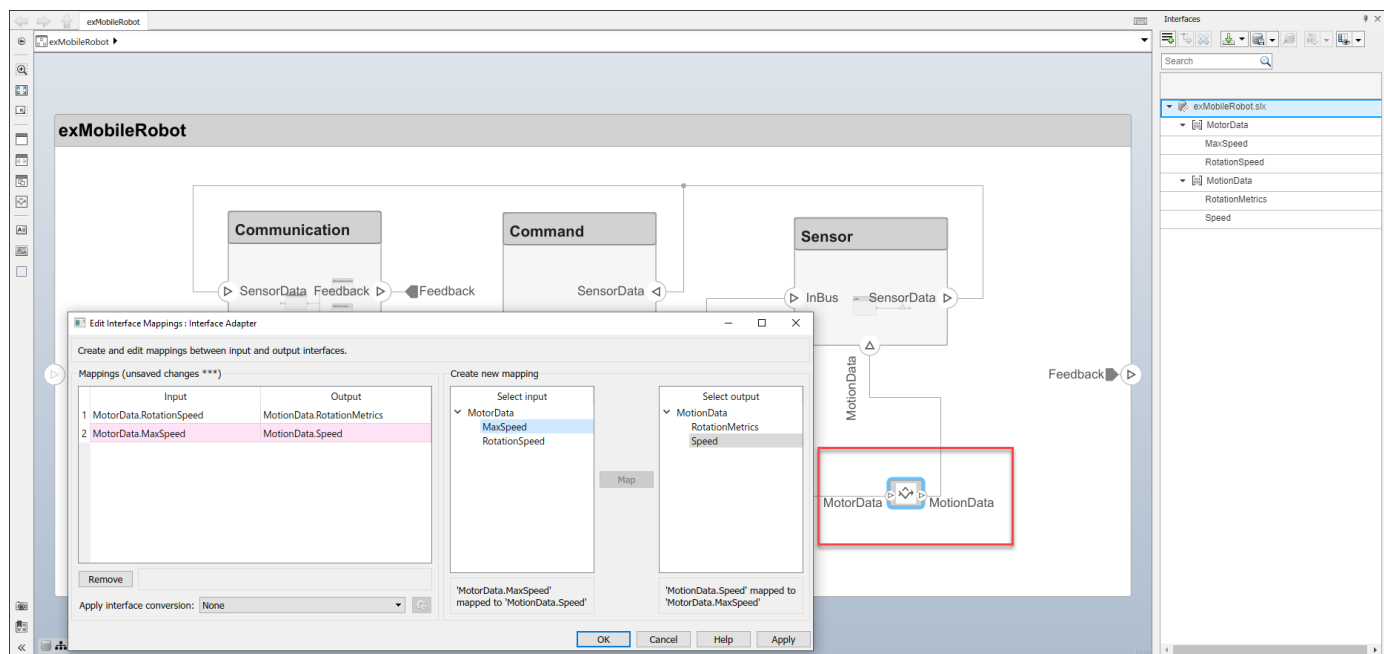 exMobileRobot
Interfaces
exMobileRobot
Search
exMobileRobot.slx
MotorData
MaxSpeed
RotationSpeed
MotionData
RotationMetrics
Speed
exMobileRobot
Communication
Command
Sensor
SensorData Feedback
Feedback
SensorData
InBus
SensorData
MotionData
Feedback
MotorData
MotionData
Edit Interface Mappings : Interface Adapter
Create and edit mappings between input and output interfaces.
Mappings (unsaved changes ***)
Input Output
1 MotorData.RotationSpeed MotionData.RotationMetrics
2 MotorData.MaxSpeed MotionData.Speed
Remove
Apply interface conversion: None
Create new mapping
Select input
MotorData
MaxSpeed
RotationSpeed
Map
Select output
MotionData
RotationMetrics
Speed
'MotorData.MaxSpeed'
mapped to 'MotionData.Speed'
'MotionData.Speed' mapped to
'MotorData.MaxSpeed'
OK Cancel Help Apply